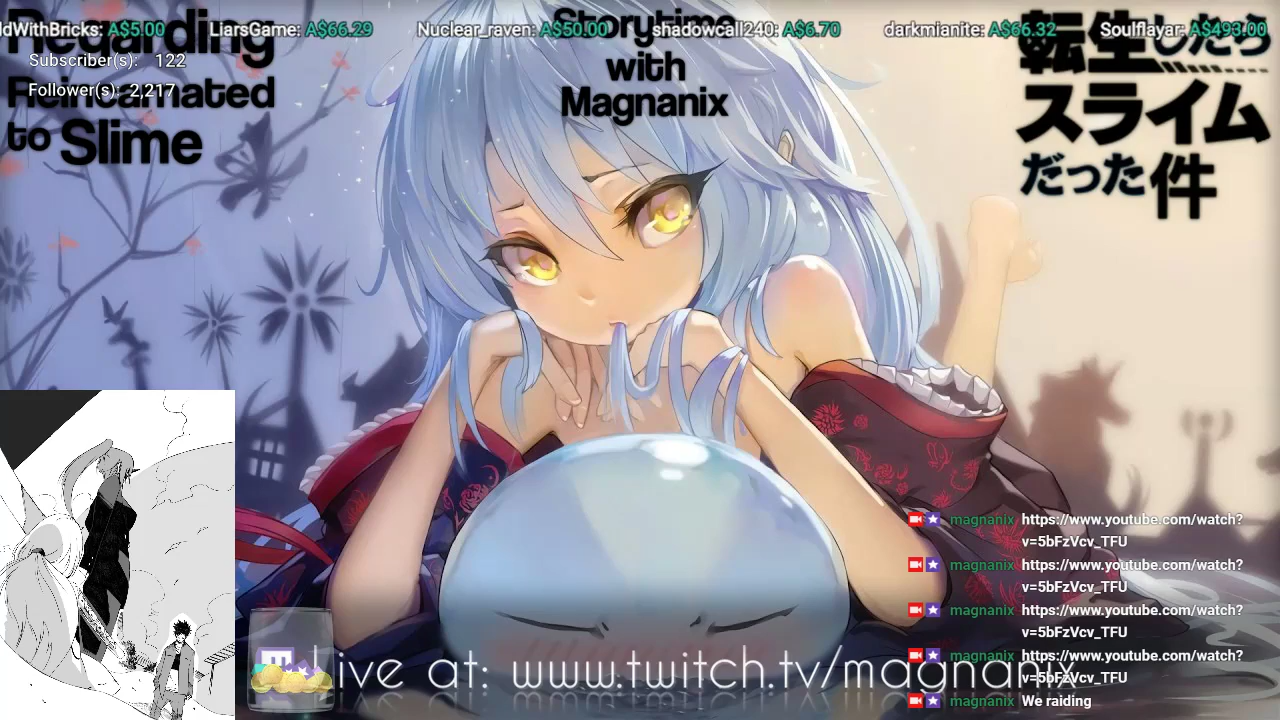 ldWithBricks: A$5.00 LiarsGame: A$66.29 Nuclear_raven: A$50.00 shadowcall240: A$6.70 darkmianite: A$66.32 Soulflayar: A$493.00
Regarding
Reincarnated
to Slime
Subscriber(s): 122
Follower(s): 2,217
Storytime
with
Magnanix
転生したら
スライム
だった件
magnanix https://www.youtube.com/watch?
v=5bFzVcv_TFU
magnanix https://www.youtube.com/watch?
v=5bFzVcv_TFU
magnanix https://www.youtube.com/watch?
v=5bFzVcv_TFU
magnanix https://www.youtube.com/watch?
v=5bFzVcv_TFU
magnanix We raiding
Live at: www.twitch.tv/magnanix